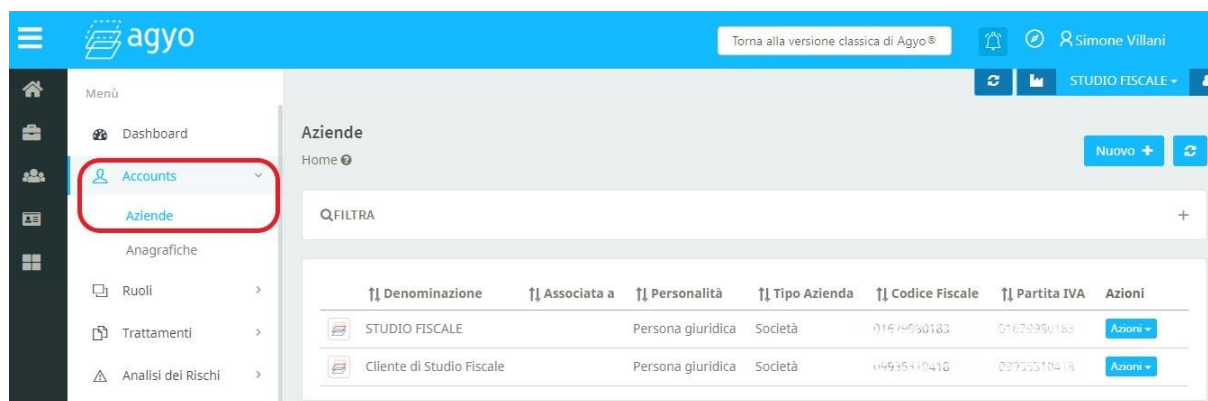 agyo
Torna alla versione classica di Agyo®
Simone Villani
STUDIO FISCALE
Menù
Dashboard
Accounts
Aziende
Anagrafiche
Ruoli
Trattamenti
Analisi dei Rischi
Aziende
Home
Nuovo +
FILTRA +
Denominazione Associata a Personalità Tipo Azienda Codice Fiscale Partita IVA Azioni
STUDIO FISCALE Persona giuridica Società Azioni
Cliente di Studio Fiscale Persona giuridica Società Azioni